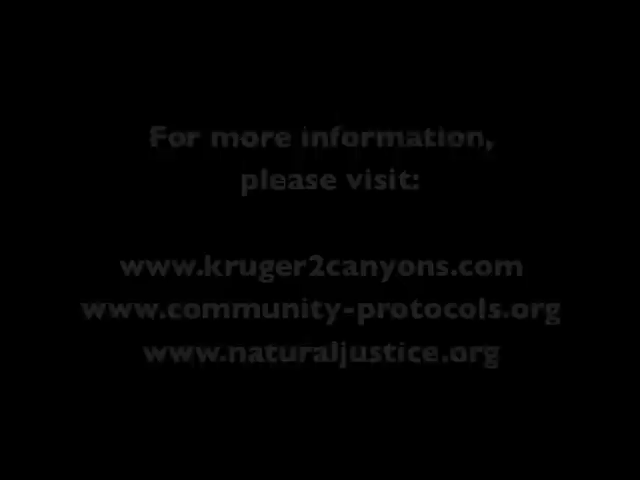 For more information,
please visit:
www.kruger2canyons.com
www.community-protocols.org
www.naturaljustice.org